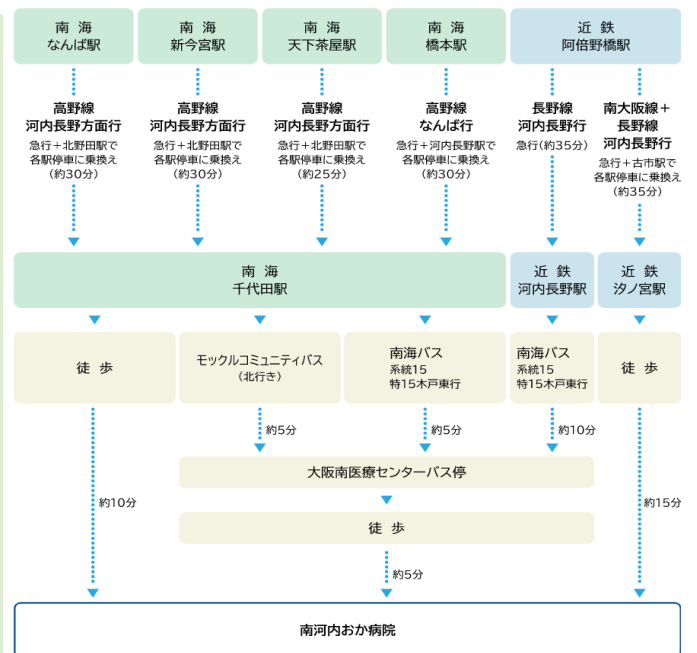 南 海
なんば駅
南 海
新今宮駅
南 海
天下茶屋駅
南 海
橋本駅
近 鉄
阿倍野橋駅
高野線
河内長野方面行
急行＋北野田駅で
各駅停車に乗換え
（約30分）
高野線
河内長野方面行
急行＋北野田駅で
各駅停車に乗換え
（約30分）
高野線
河内長野方面行
急行＋北野田駅で
各駅停車に乗換え
（約25分）
高野線
なんば行
急行＋河内長野駅で
各駅停車に乗換え
（約30分）
長野線
河内長野行
急行（約35分）
南大阪線＋
長野線
河内長野行
急行＋古市駅で
各駅停車に乗換え
（約35分）
南 海
千代田駅
近 鉄
河内長野駅
近 鉄
汐ノ宮駅
徒 歩
モックルコミュニティバス
（北行き）
南海バス
系統15
特15木戸東行
南海バス
系統15
特15木戸東行
徒 歩
約5分
約5分
約10分
大阪南医療センターバス停
約10分
約15分
徒 歩
約5分
南河内おか病院